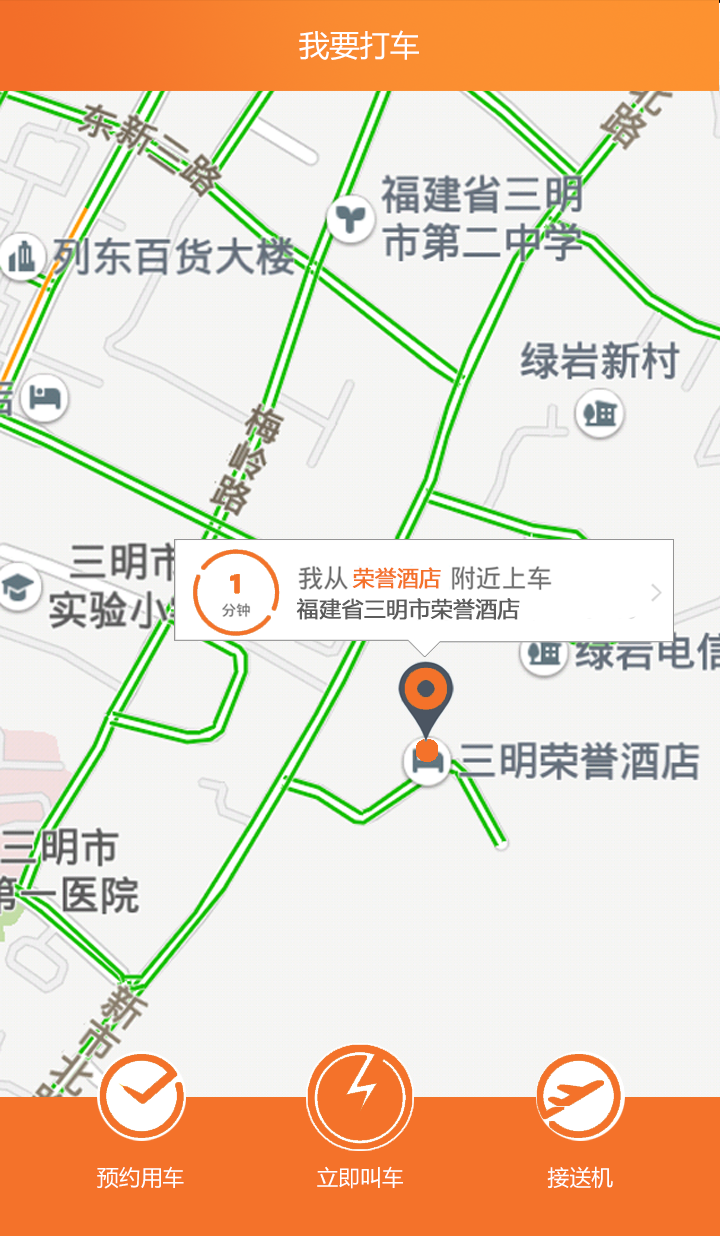 我要打车
北路
东新三路
福建省三明
市第二中学
列东百货大楼
绿岩新村
店
梅岭路
三明市
实验小
1
分钟
我从 荣誉酒店 附近上车
福建省三明市荣誉酒店
绿岩电信
三明荣誉酒店
三明市
第一医院
新市北路
预约用车
立即叫车
接送机